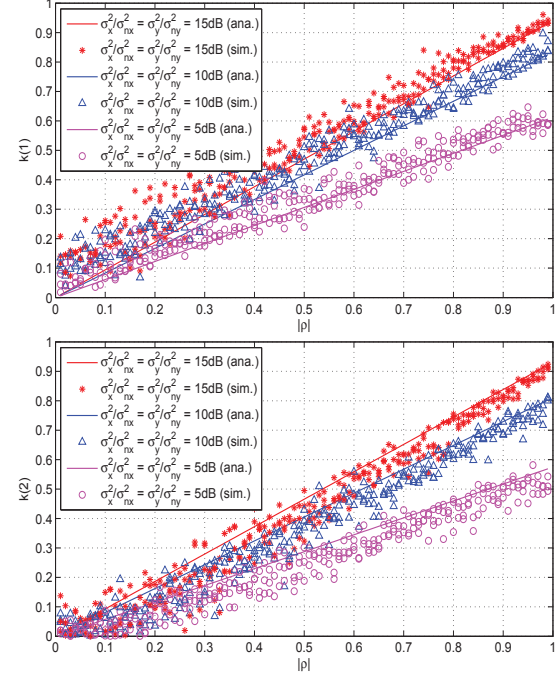 1
0.9
0.8
0.7
0.6
0.5
0.4
0.3
0.2
0.1
0
k(1)
σ²x/σ²nx = σ²y/σ²ny = 15dB (ana.)
σ²x/σ²nx = σ²y/σ²ny = 15dB (sim.)
σ²x/σ²nx = σ²y/σ²ny = 10dB (ana.)
σ²x/σ²nx = σ²y/σ²ny = 10dB (sim.)
σ²x/σ²nx = σ²y/σ²ny = 5dB (ana.)
σ²x/σ²nx = σ²y/σ²ny = 5dB (sim.)
0 0.1 0.2 0.3 0.4 0.5 0.6 0.7 0.8 0.9 1
|ρ|
1
0.9
0.8
0.7
0.6
0.5
0.4
0.3
0.2
0.1
0
k(2)
σ²x/σ²nx = σ²y/σ²ny = 15dB (ana.)
σ²x/σ²nx = σ²y/σ²ny = 15dB (sim.)
σ²x/σ²nx = σ²y/σ²ny = 10dB (ana.)
σ²x/σ²nx = σ²y/σ²ny = 10dB (sim.)
σ²x/σ²nx = σ²y/σ²ny = 5dB (ana.)
σ²x/σ²nx = σ²y/σ²ny = 5dB (sim.)
0 0.1 0.2 0.3 0.4 0.5 0.6 0.7 0.8 0.9 1
|ρ|